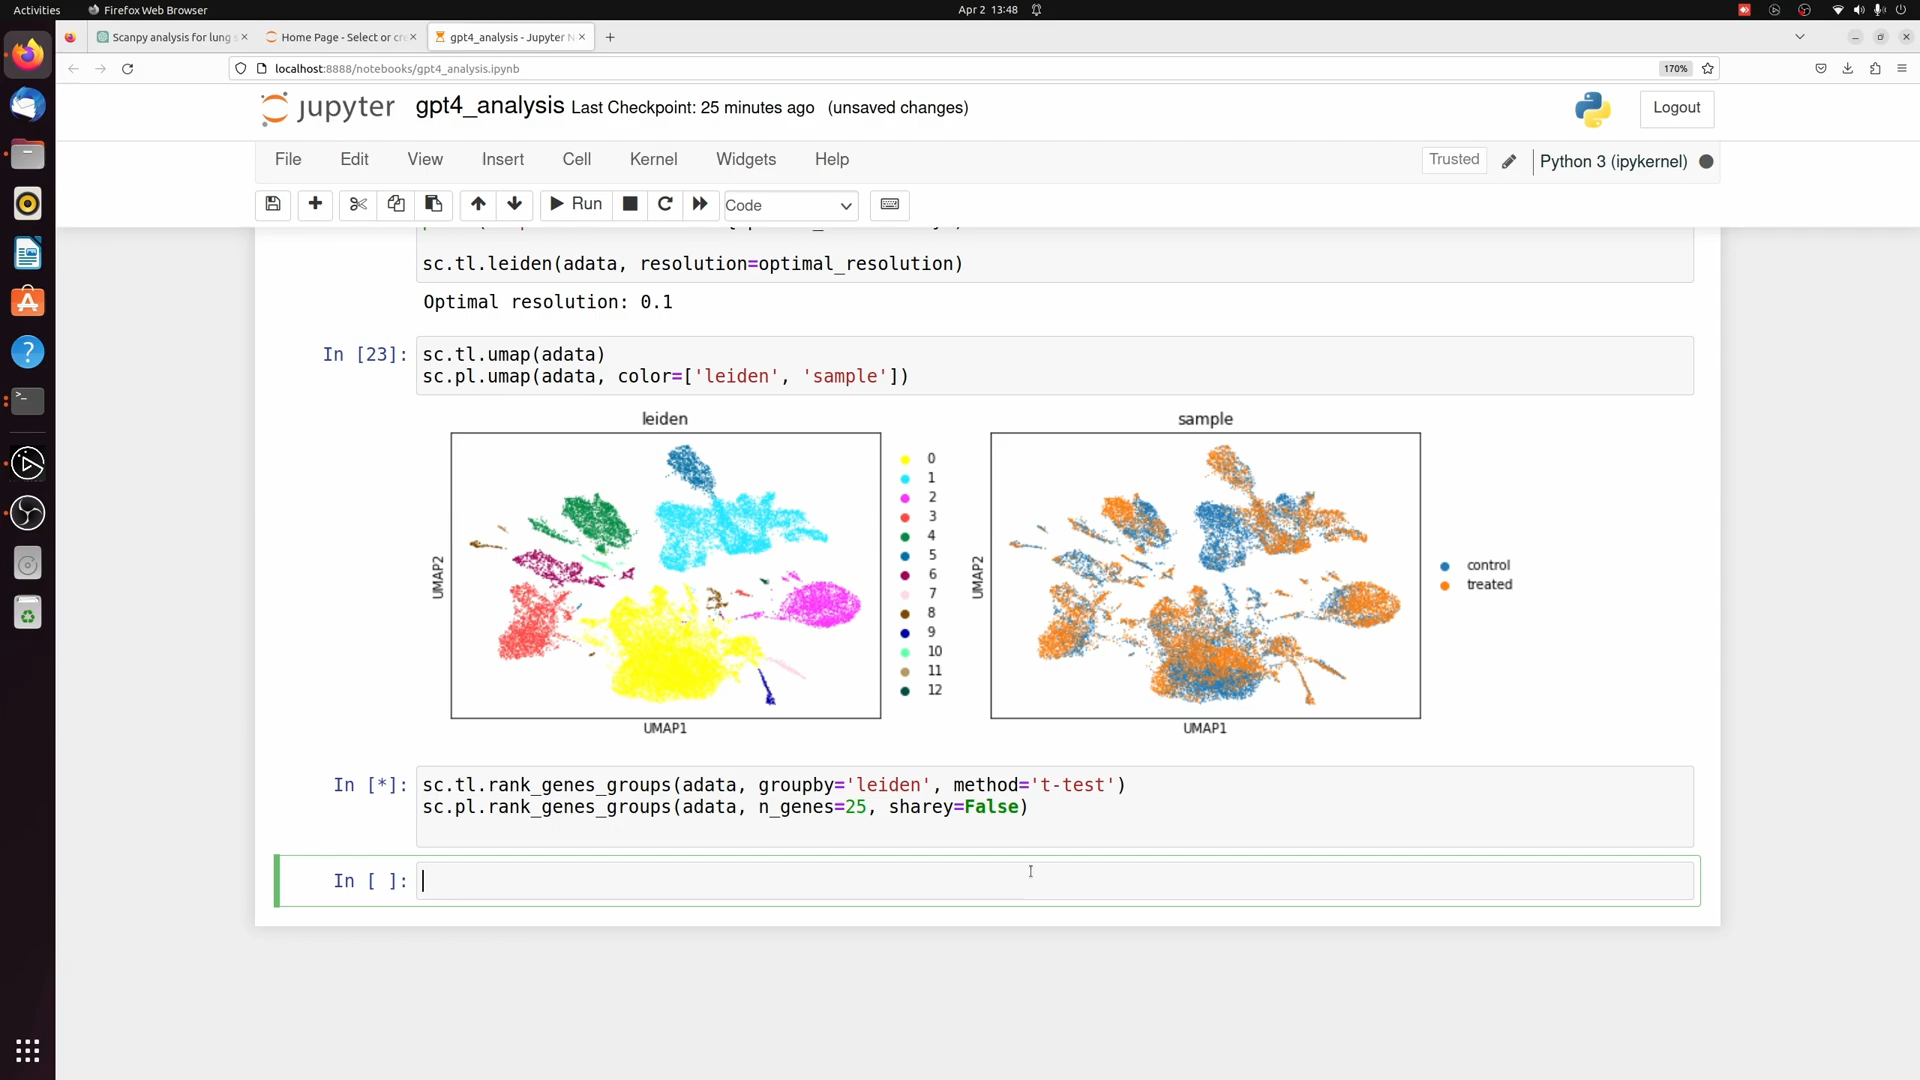 Activities
Firefox Web Browser
Apr 2 13:48
Scanpy analysis for lung
Home Page - Select or cre
gpt4_analysis - Jupyter N
localhost:8888/notebooks/gpt4_analysis.ipynb
170%
jupyter
gpt4_analysis Last Checkpoint: 25 minutes ago (unsaved changes)
Logout
File Edit View Insert Cell Kernel Widgets Help
Trusted
Python 3 (ipykernel)
Run
Code
sc.tl.leiden(adata, resolution=optimal_resolution)
Optimal resolution: 0.1
In [23]:
sc.tl.umap(adata)
sc.pl.umap(adata, color=['leiden', 'sample'])
leiden
UMAP2
UMAP1
0
1
2
3
4
5
6
7
8
9
10
11
12
sample
UMAP2
UMAP1
control
treated
In [*]:
sc.tl.rank_genes_groups(adata, groupby='leiden', method='t-test')
sc.pl.rank_genes_groups(adata, n_genes=25, sharey=False)
In [ ]: